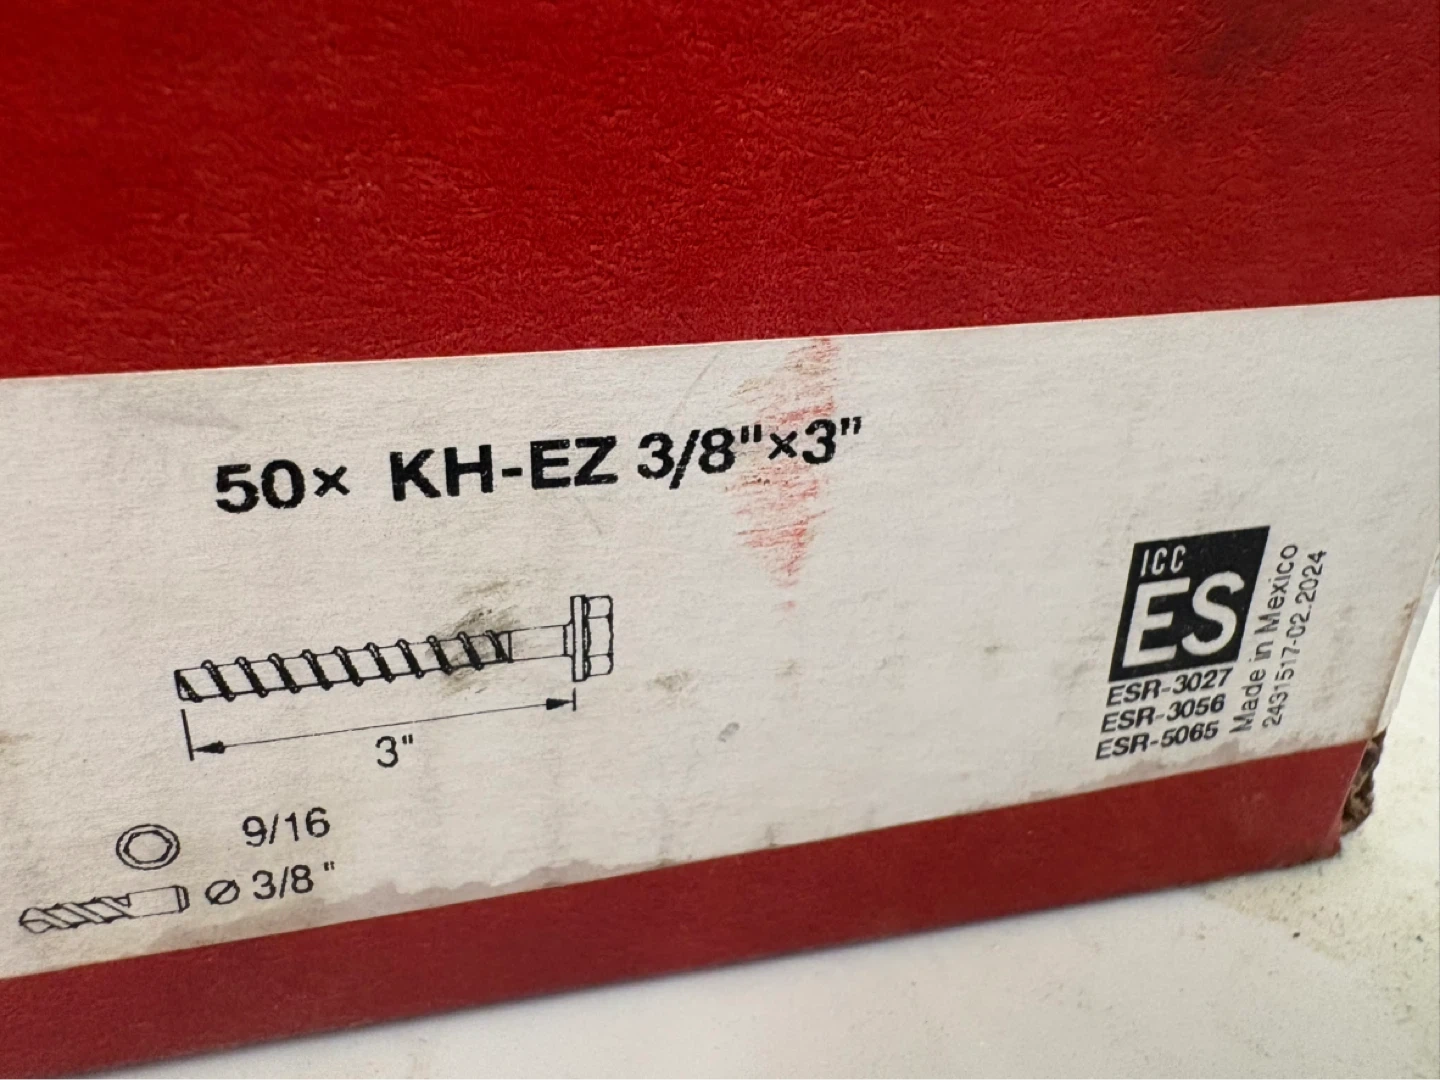 50× KH-EZ 3/8"×3"
3"
9/16
Ø 3/8 "
ICC
ES
ESR-3027
ESR-3056
ESR-5065
Made in Mexico
2431517-02.2024